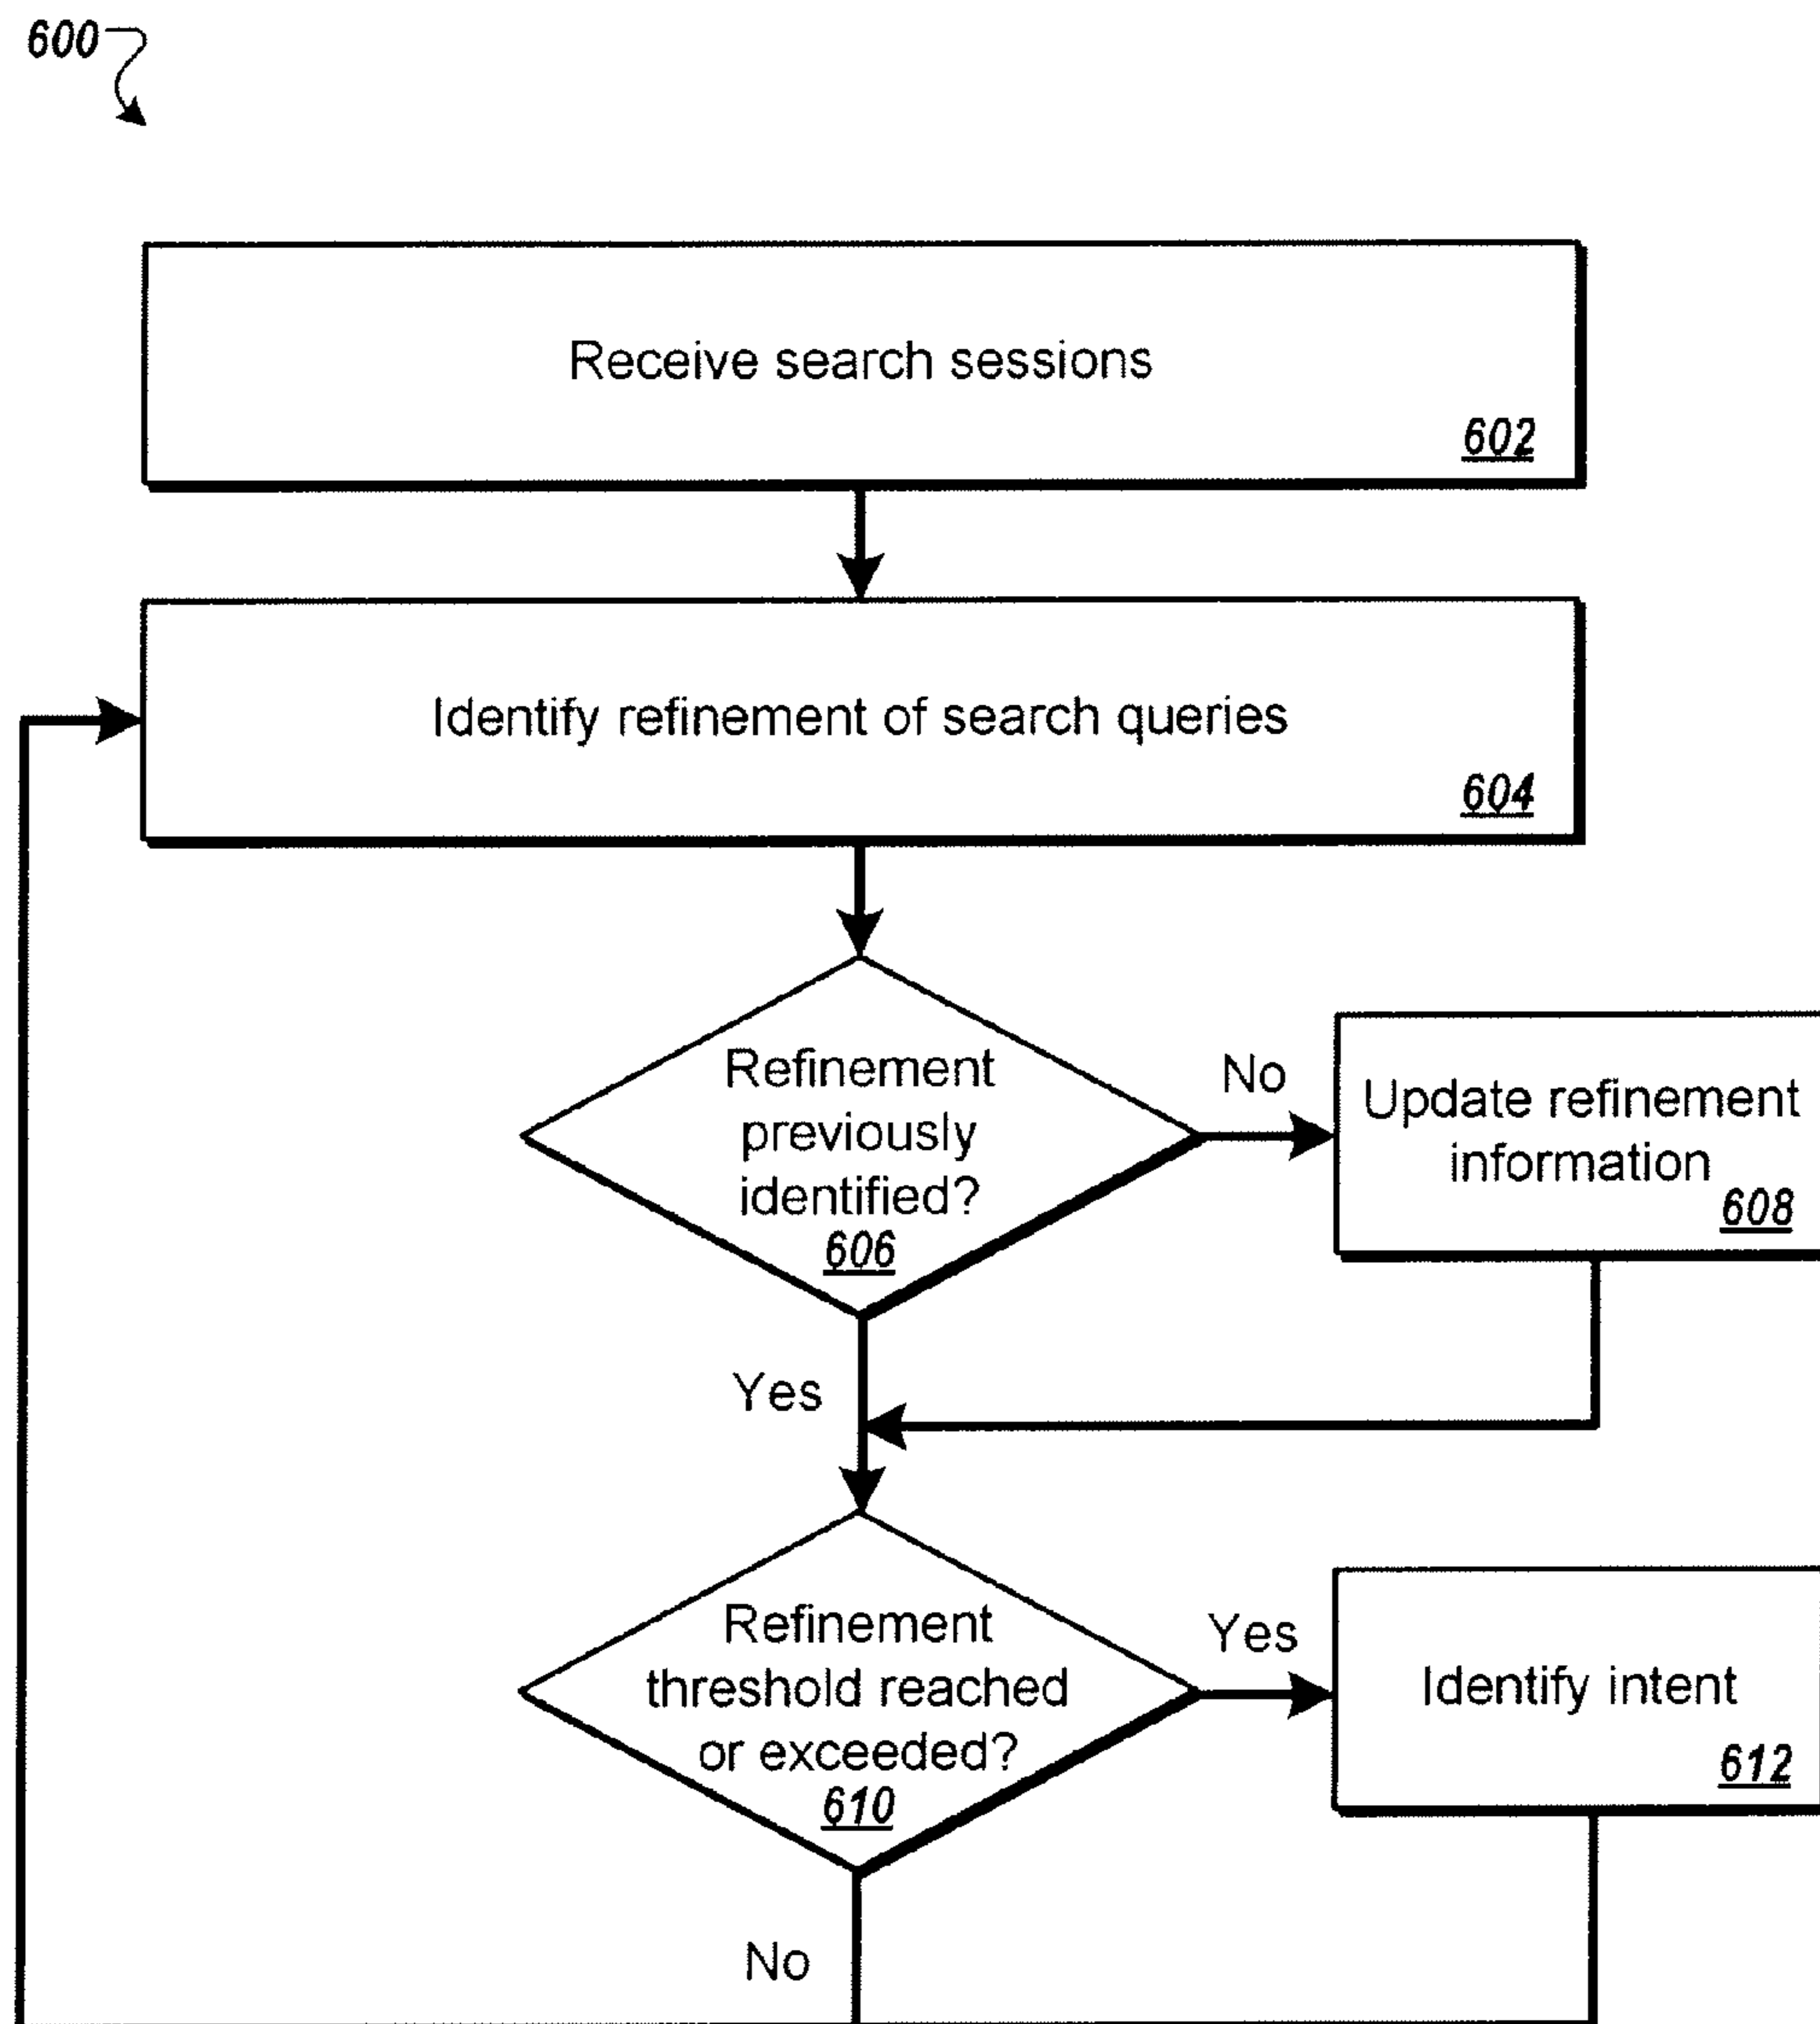 600
Receive search sessions
602
Identify refinement of search queries
604
Refinement
previously
identified?
606
No
Update refinement
information
608
Yes
Refinement
threshold reached
or exceeded?
610
Yes
Identify intent
612
No